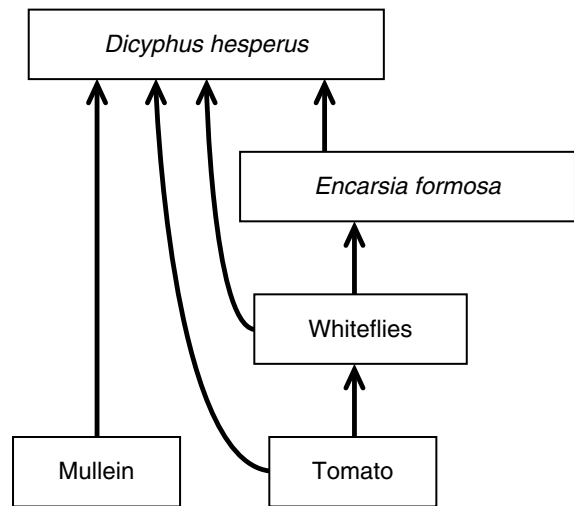 Dicyphus hesperus
Encarsia formosa
Whiteflies
Mullein
Tomato